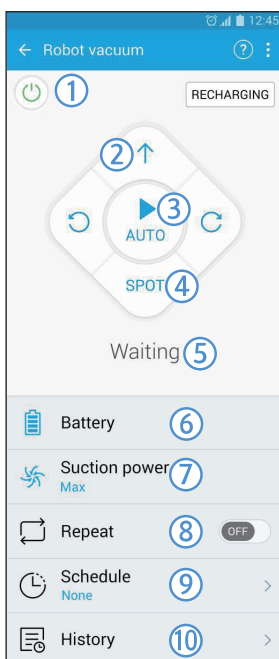 12:45
Robot vacuum ?
① RECHARGING
②
③
AUTO
SPOT ④
Waiting ⑤
Battery ⑥
Suction power ⑦
Max
Repeat ⑧ OFF
Schedule ⑨
None
History ⑩